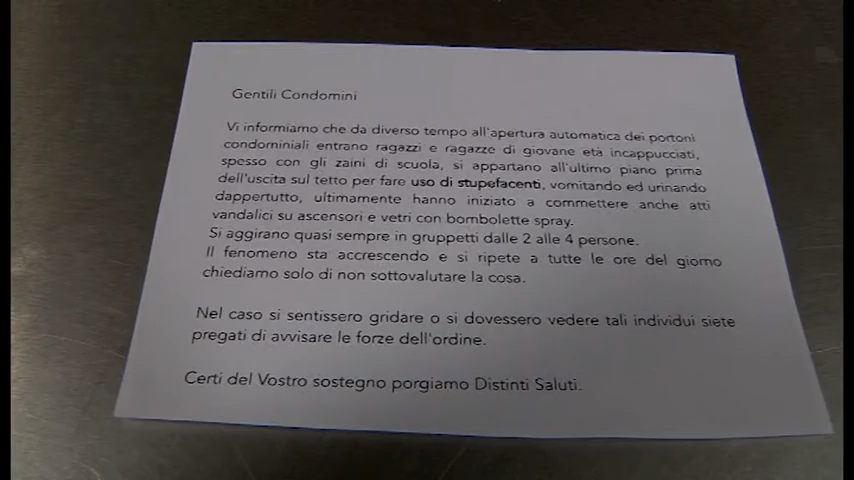 Gentili Condomini
Vi informiamo che da diverso tempo all'apertura automatica dei portoni
condominiali entrano ragazzi e ragazze di giovane età incappucciati,
spesso con gli zaini di scuola, si appartano all'ultimo piano prima
dell'uscita sul tetto per fare uso di stupefacenti, vomitando ed urinando
dappertutto, ultimamente hanno iniziato a commettere anche atti
vandalici su ascensori e vetri con bombolette spray.
Si aggirano quasi sempre in gruppetti dalle 2 alle 4 persone.
Il fenomeno sta accrescendo e si ripete a tutte le ore del giorno
chiediamo solo di non sottovalutare la cosa.
Nel caso si sentissero gridare o si dovessero vedere tali individui siete
pregati di avvisare le forze dell'ordine.
Certi del Vostro sostegno porgiamo Distinti Saluti.